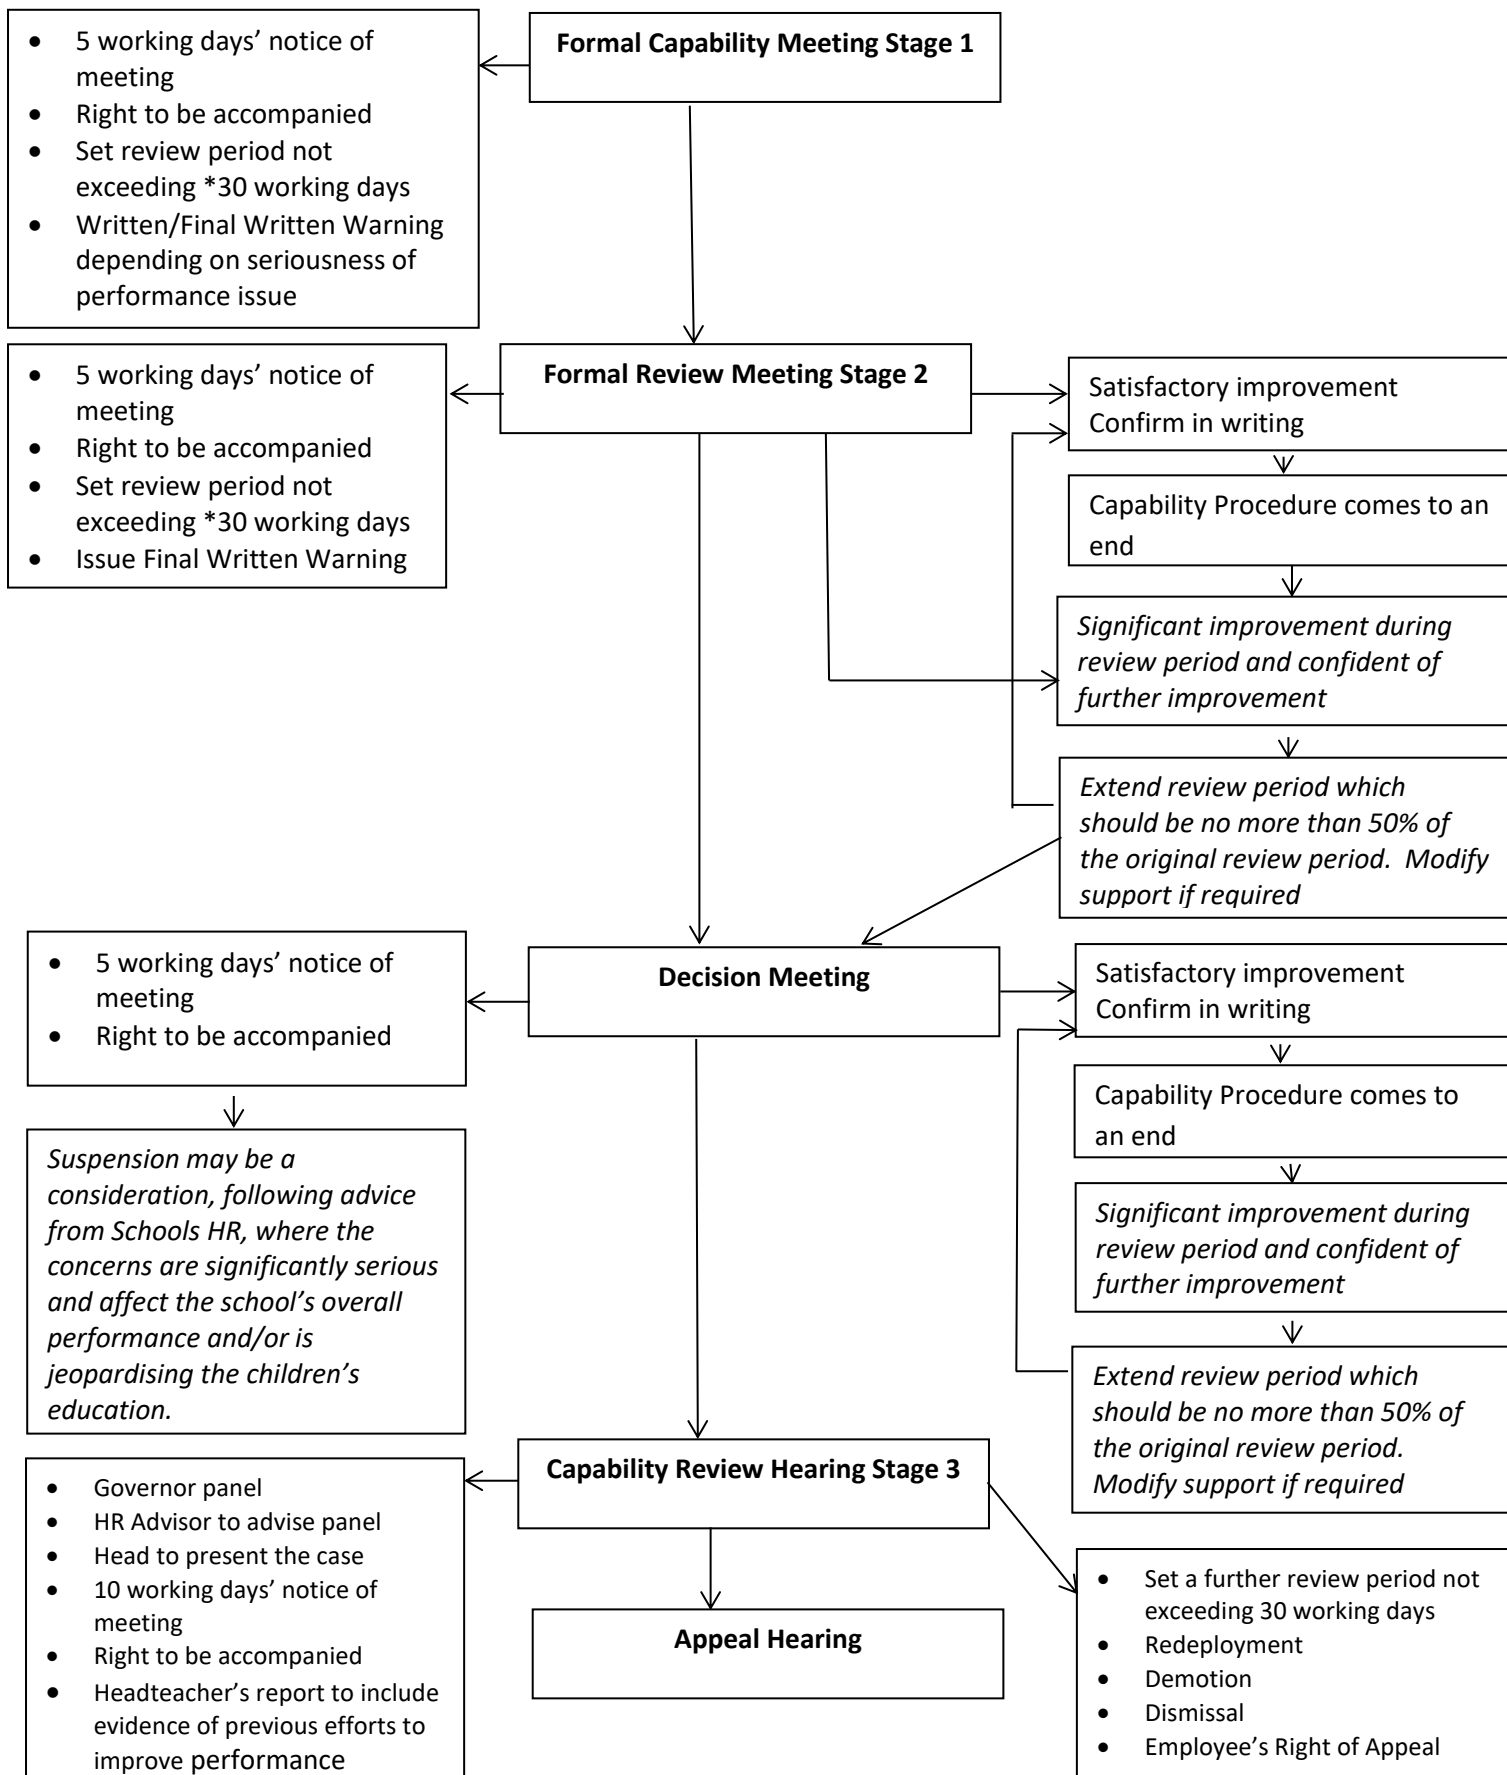 Formal Capability Meeting Stage 1
• 5 working days’ notice of
meeting
• Right to be accompanied
• Set review period not
exceeding *30 working days
• Written/Final Written Warning
depending on seriousness of
performance issue
Formal Review Meeting Stage 2
• 5 working days’ notice of
meeting
• Right to be accompanied
• Set review period not
exceeding *30 working days
• Issue Final Written Warning
Satisfactory improvement
Confirm in writing
Capability Procedure comes to an
end
Significant improvement during
review period and confident of
further improvement
Extend review period which
should be no more than 50% of
the original review period.  Modify
support if required
Decision Meeting
• 5 working days’ notice of
meeting
• Right to be accompanied
Suspension may be a
consideration, following advice
from Schools HR, where the
concerns are significantly serious
and affect the school’s overall
performance and/or is
jeopardising the children’s
education.
Satisfactory improvement
Confirm in writing
Capability Procedure comes to
an end
Significant improvement during
review period and confident of
further improvement
Extend review period which
should be no more than 50% of
the original review period.
Modify support if required
Capability Review Hearing Stage 3
• Governor panel
• HR Advisor to advise panel
• Head to present the case
• 10 working days’ notice of
meeting
• Right to be accompanied
• Headteacher’s report to include
evidence of previous efforts to
improve performance
Appeal Hearing
• Set a further review period not
exceeding 30 working days
• Redeployment
• Demotion
• Dismissal
• Employee’s Right of Appeal